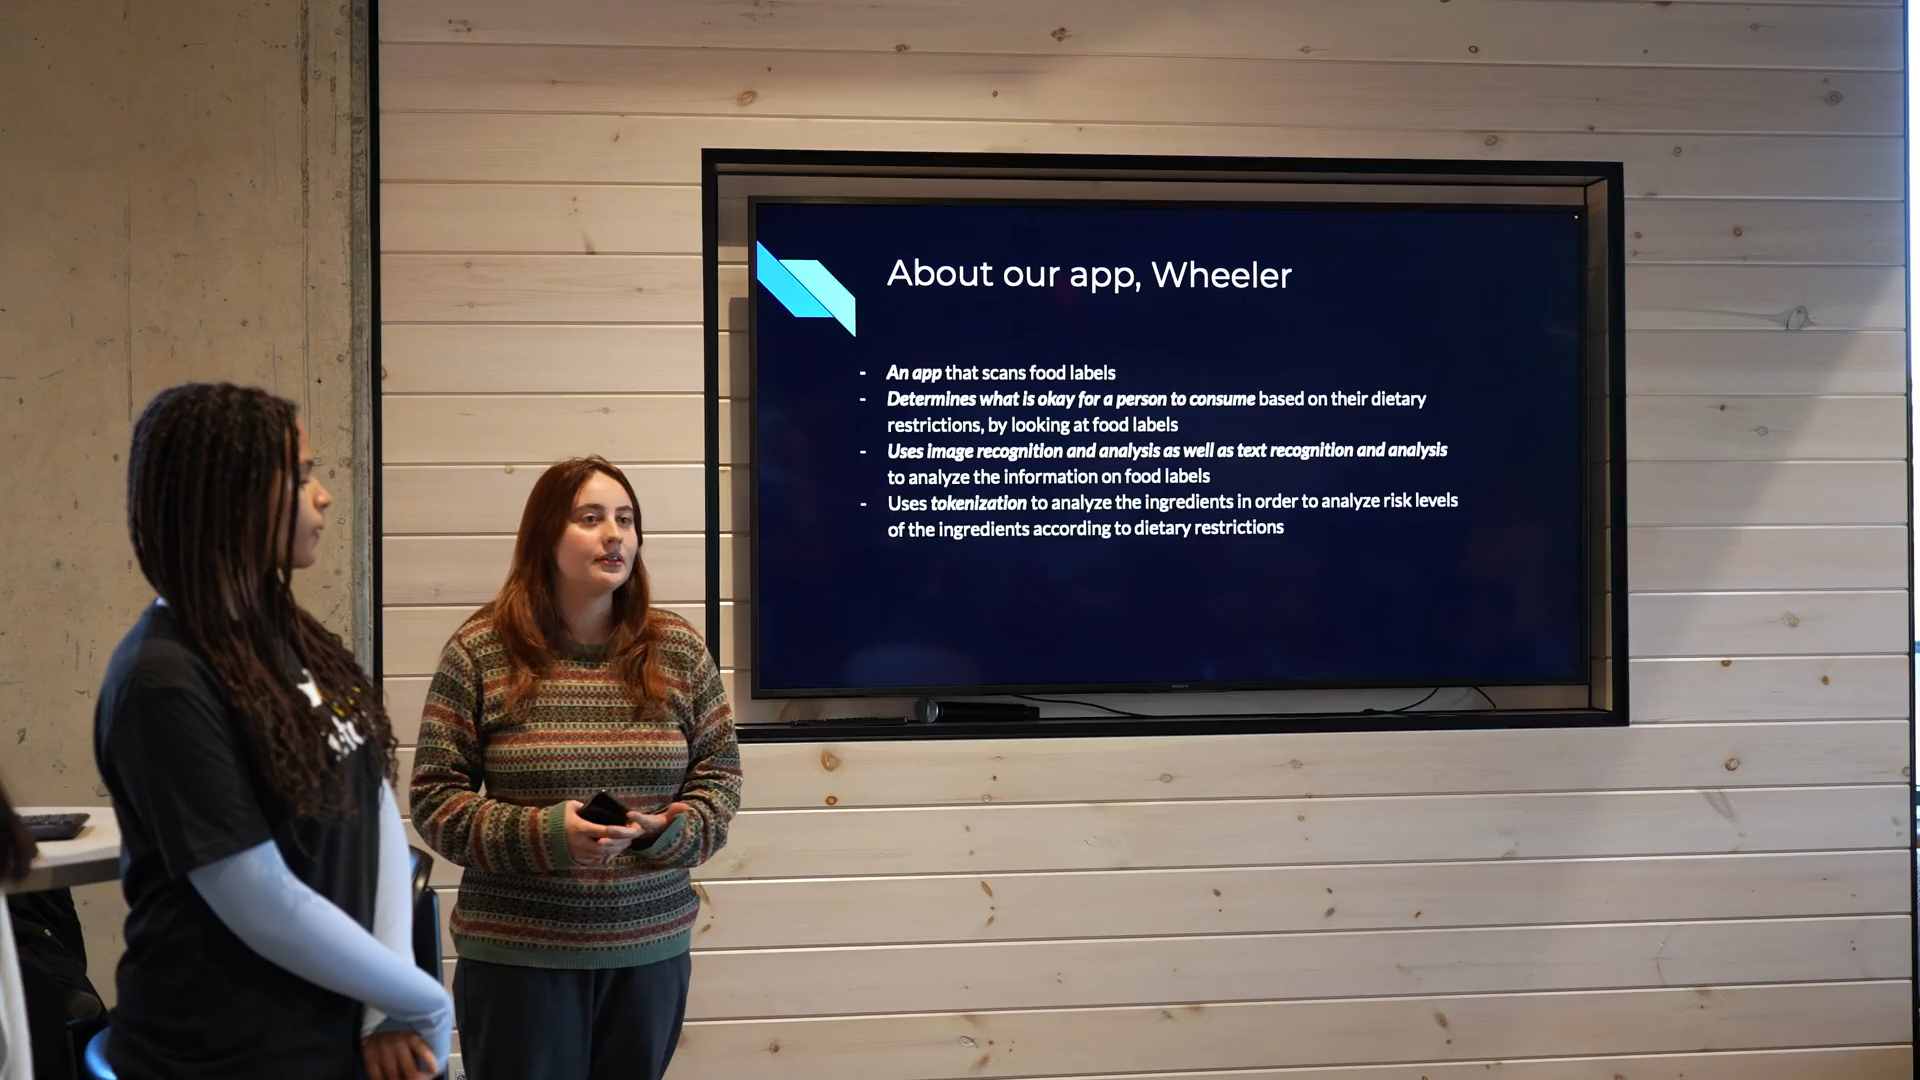 About our app, Wheeler
- An app that scans food labels
- Determines what is okay for a person to consume based on their dietary
restrictions, by looking at food labels
- Uses image recognition and analysis as well as text recognition and analysis
to analyze the information on food labels
- Uses tokenization to analyze the ingredients in order to analyze risk levels
of the ingredients according to dietary restrictions
SONY